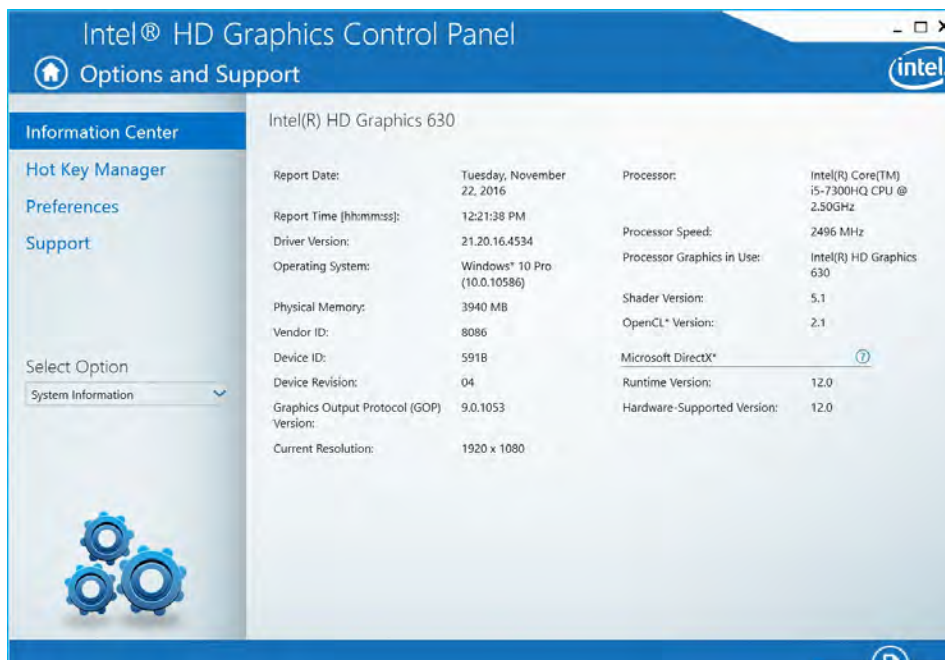 Intel® HD Graphics Control Panel
Options and Support
intel
Information Center
Hot Key Manager
Preferences
Support
Select Option
System Information
Intel(R) HD Graphics 630
Report Date: Tuesday, November
22, 2016
Report Time [hh:mm:ss]: 12:21:38 PM
Driver Version: 21.20.16.4534
Operating System: Windows* 10 Pro
(10.0.10586)
Physical Memory: 3940 MB
Vendor ID: 8086
Device ID: 591B
Device Revision: 04
Graphics Output Protocol (GOP) 9.0.1053
Version:
Current Resolution: 1920 x 1080
Processor: Intel(R) Core(TM)
i5-7300HQ CPU @
2.50GHz
Processor Speed: 2496 MHz
Processor Graphics in Use: Intel(R) HD Graphics
630
Shader Version: 5.1
OpenCL* Version: 2.1
Microsoft DirectX* ?
Runtime Version: 12.0
Hardware-Supported Version: 12.0